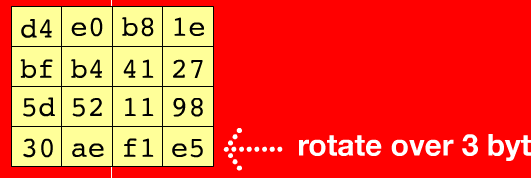 d4 e0 b8 1e
bf b4 41 27
5d 52 11 98
30 ae f1 e5 rotate over 3 byt